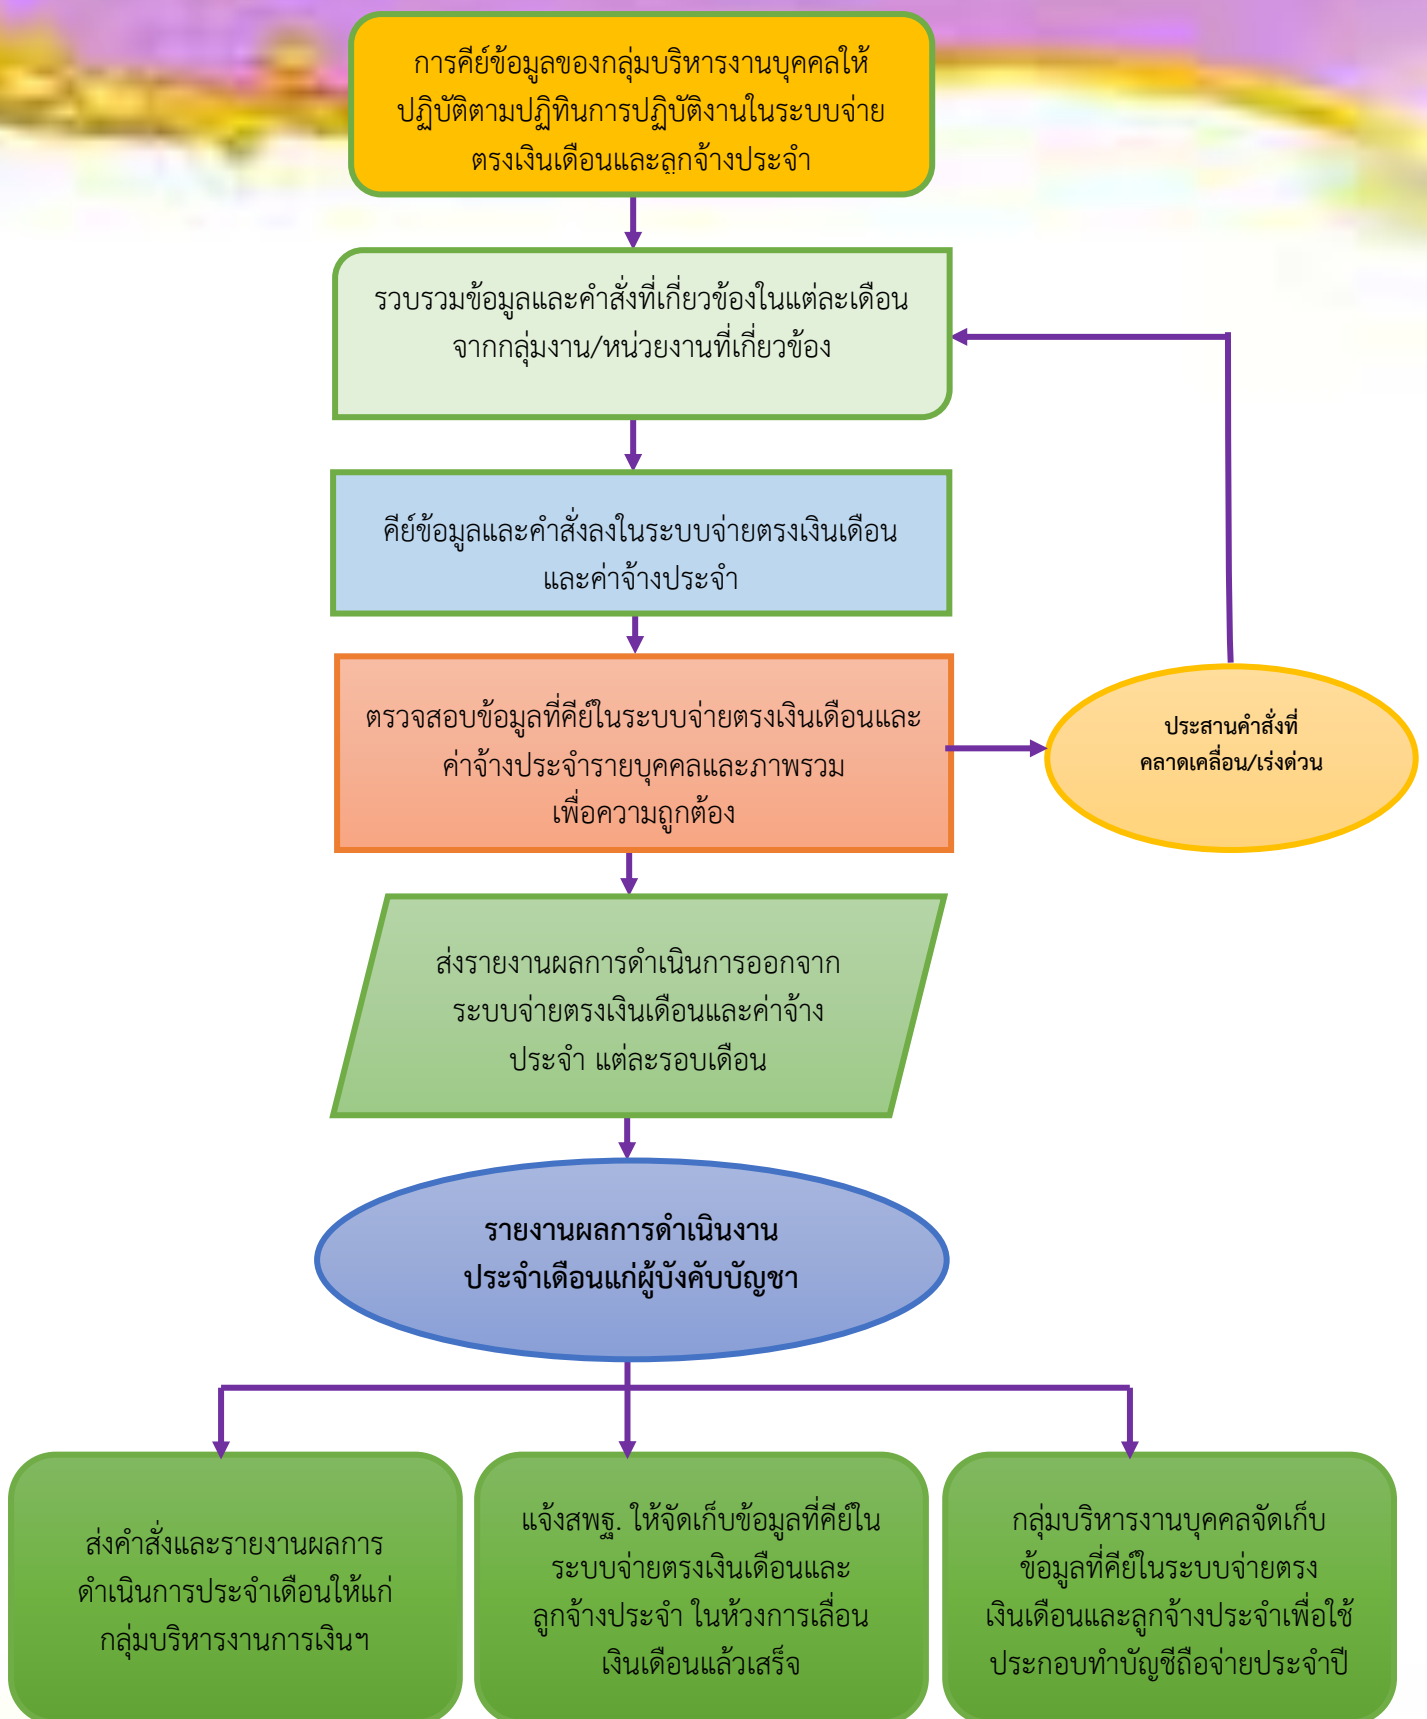 การคีย์ข้อมูลของกลุ่มบริหารงานบุคคลให้
ปฏิบัติตามปฏิทินการปฏิบัติงานในระบบจ่าย
ตรงเงินเดือนและลูกจ้างประจำ
รวบรวมข้อมูลและคำสั่งที่เกี่ยวข้องในแต่ละเดือน
จากกลุ่มงาน/หน่วยงานที่เกี่ยวข้อง
คีย์ข้อมูลและคำสั่งลงในระบบจ่ายตรงเงินเดือน
และค่าจ้างประจำ
ตรวจสอบข้อมูลที่คีย์ในระบบจ่ายตรงเงินเดือนและ
ค่าจ้างประจำรายบุคคลและภาพรวม
เพื่อความถูกต้อง
ประสานคำสั่งที่
คลาดเคลื่อน/เร่งด่วน
ส่งรายงานผลการดำเนินการออกจาก
ระบบจ่ายตรงเงินเดือนและค่าจ้าง
ประจำ แต่ละรอบเดือน
รายงานผลการดำเนินงาน
ประจำเดือนแก่ผู้บังคับบัญชา
ส่งคำสั่งและรายงานผลการ
ดำเนินการประจำเดือนให้แก่
กลุ่มบริหารงานการเงินฯ
แจ้งสพฐ. ให้จัดเก็บข้อมูลที่คีย์ใน
ระบบจ่ายตรงเงินเดือนและ
ลูกจ้างประจำ ในห้วงการเลื่อน
เงินเดือนแล้วเสร็จ
กลุ่มบริหารงานบุคคลจัดเก็บ
ข้อมูลที่คีย์ในระบบจ่ายตรง
เงินเดือนและลูกจ้างประจำเพื่อใช้
ประกอบทำบัญชีถือจ่ายประจำปี